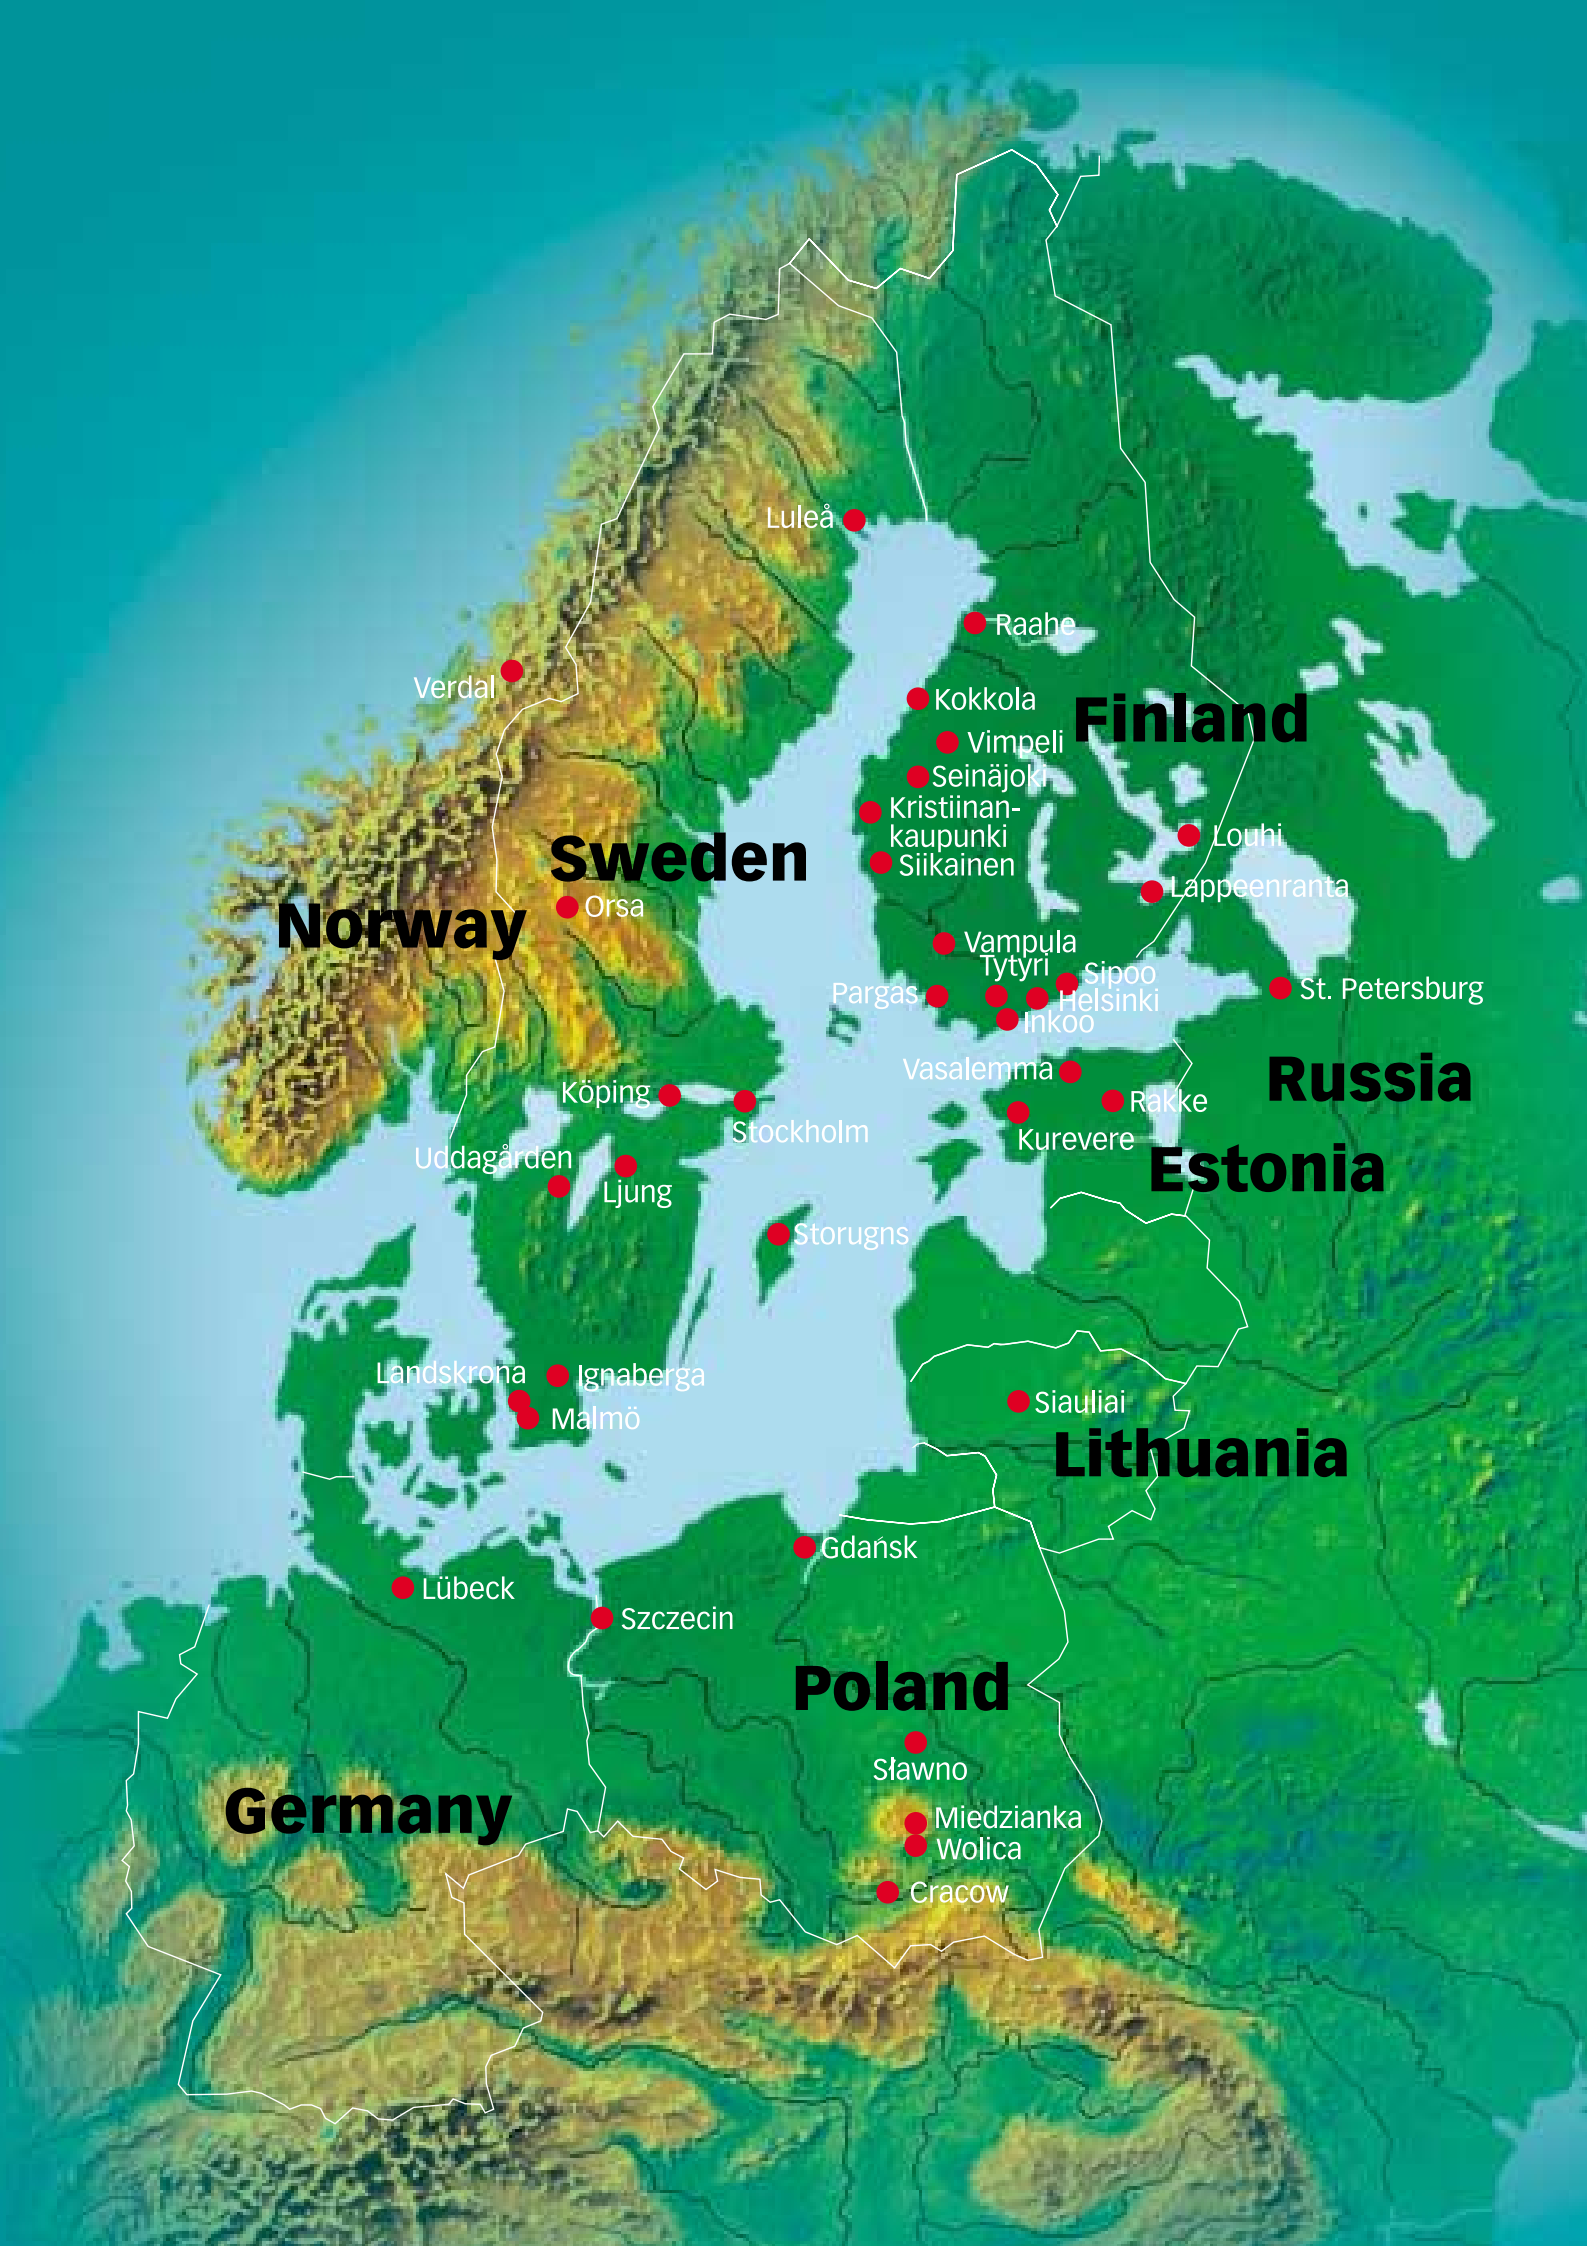 Luleå
Raahe
Verdal
Kokkola
Finland
Vimpeli
Seinäjoki
Kristiinan-
kaupunki
Louhi
Sweden
Siikainen
Lappeenranta
Orsa
Norway
Vampula
Tytyri
Sipoo
Pargas
St. Petersburg
Helsinki
Inkoo
Vasalemma
Russia
Köping
Rakke
Stockholm
Kurevere
Uddagården
Estonia
Ljung
Storugns
Landskrona
Ignaberga
Siauliai
Malmö
Lithuania
Gdańsk
Lübeck
Szczecin
Poland
Sławno
Germany
Miedzianka
Wolica
Cracow